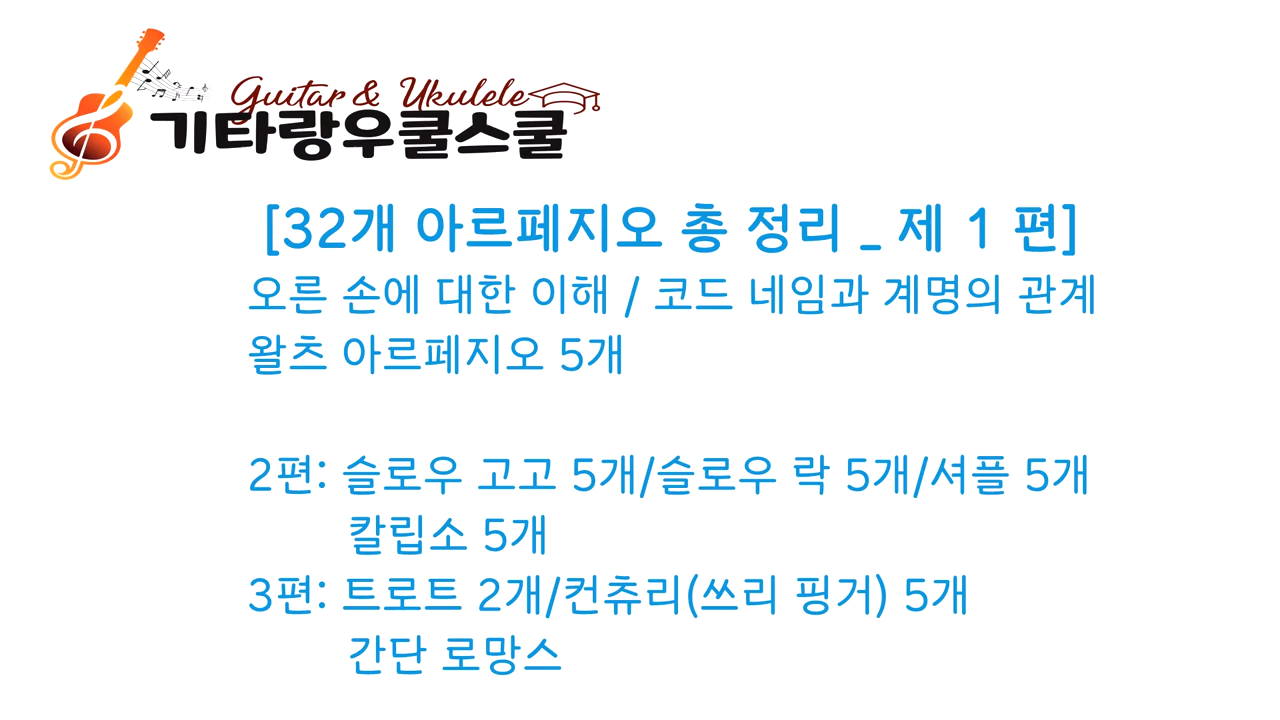 Guitar & Ukulele
기타랑우쿨스쿨
[32개 아르페지오 총 정리 _ 제 1 편]
오른 손에 대한 이해 / 코드 네임과 계명의 관계
왈츠 아르페지오 5개
2편: 슬로우 고고 5개/슬로우 락 5개/셔플 5개
칼립소 5개
3편: 트로트 2개/컨츄리(쓰리 핑거) 5개
간단 로망스